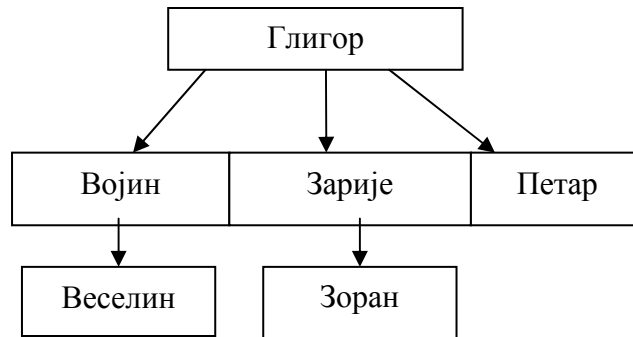 Глигор
Војин Зарије Петар
Веселин Зоран